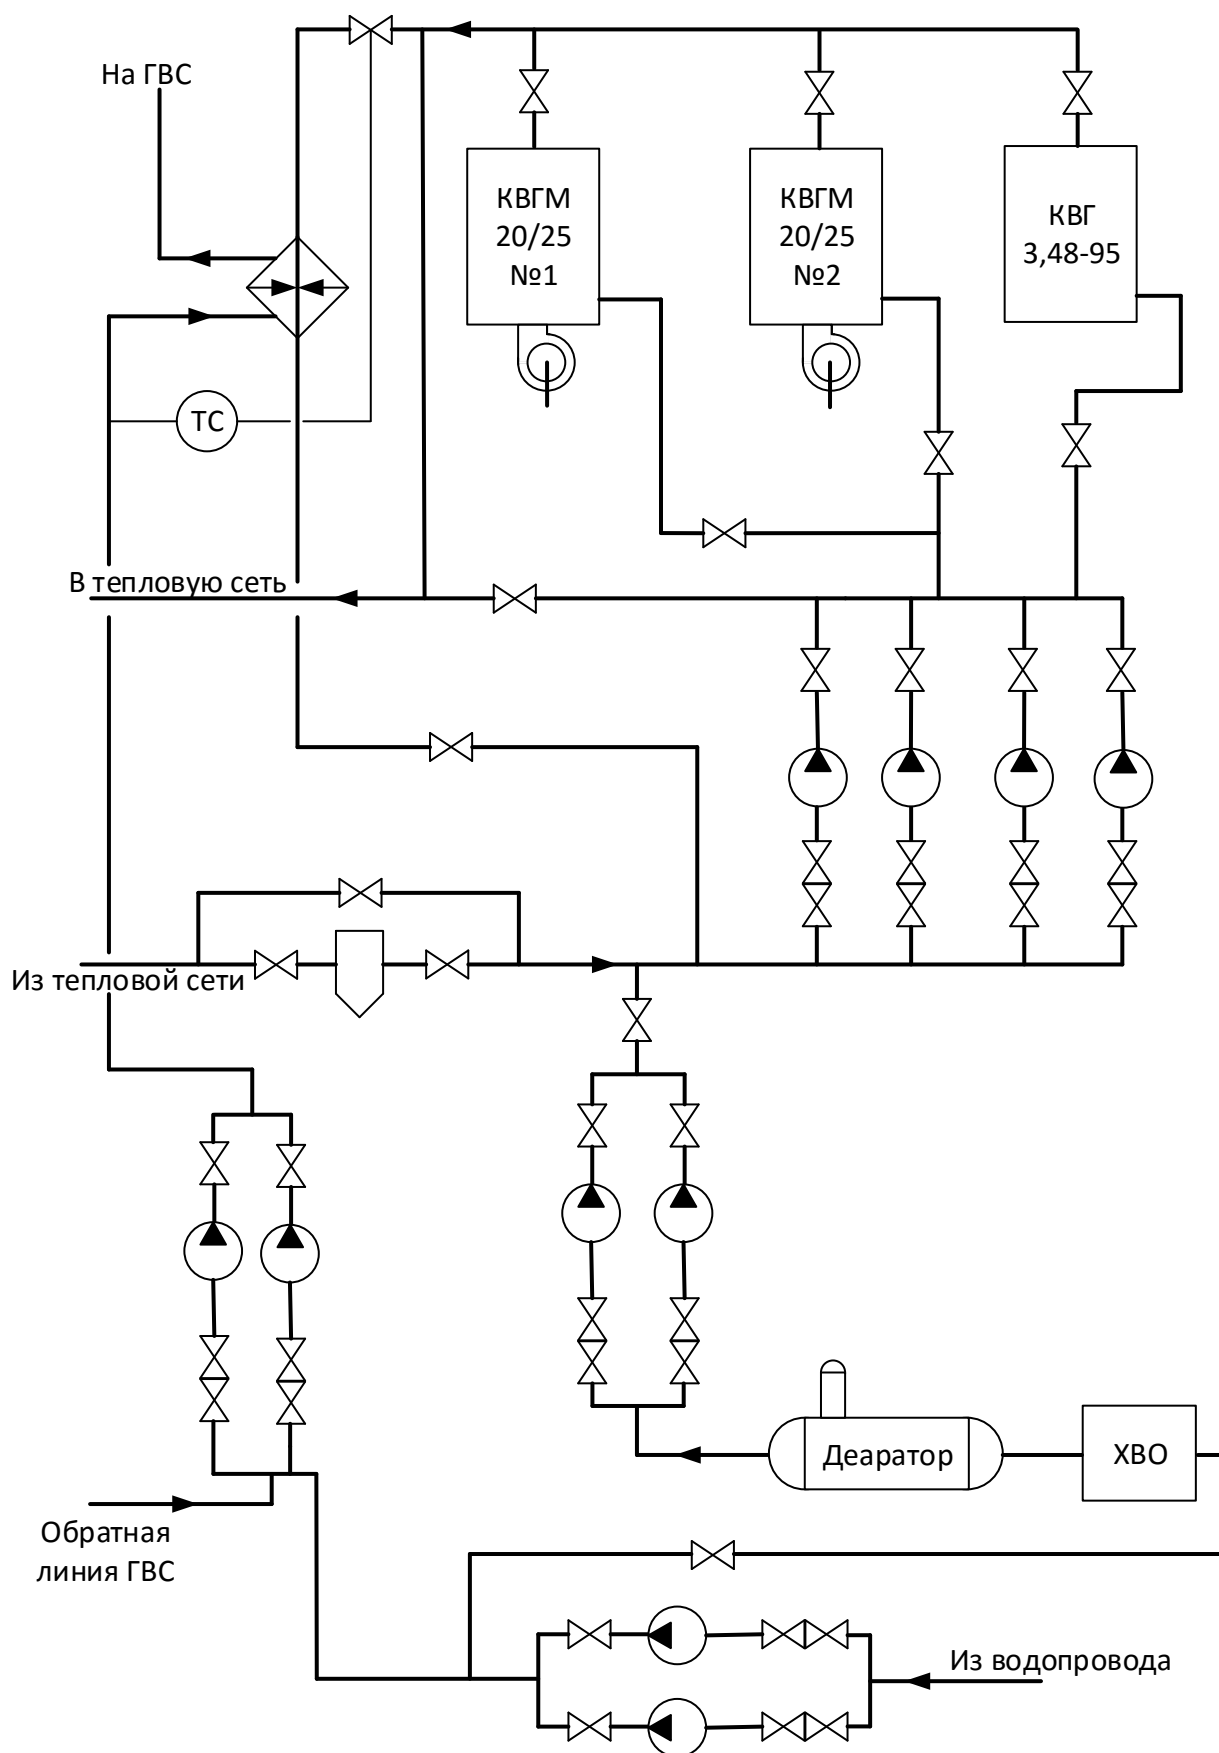 На ГВС
КВГМ
20/25
№1
КВГМ
20/25
№2
КВГ
3,48-95
ТС
В тепловую сеть
Из тепловой сети
Деаратор
ХВО
Обратная
линия ГВС
Из водопровода